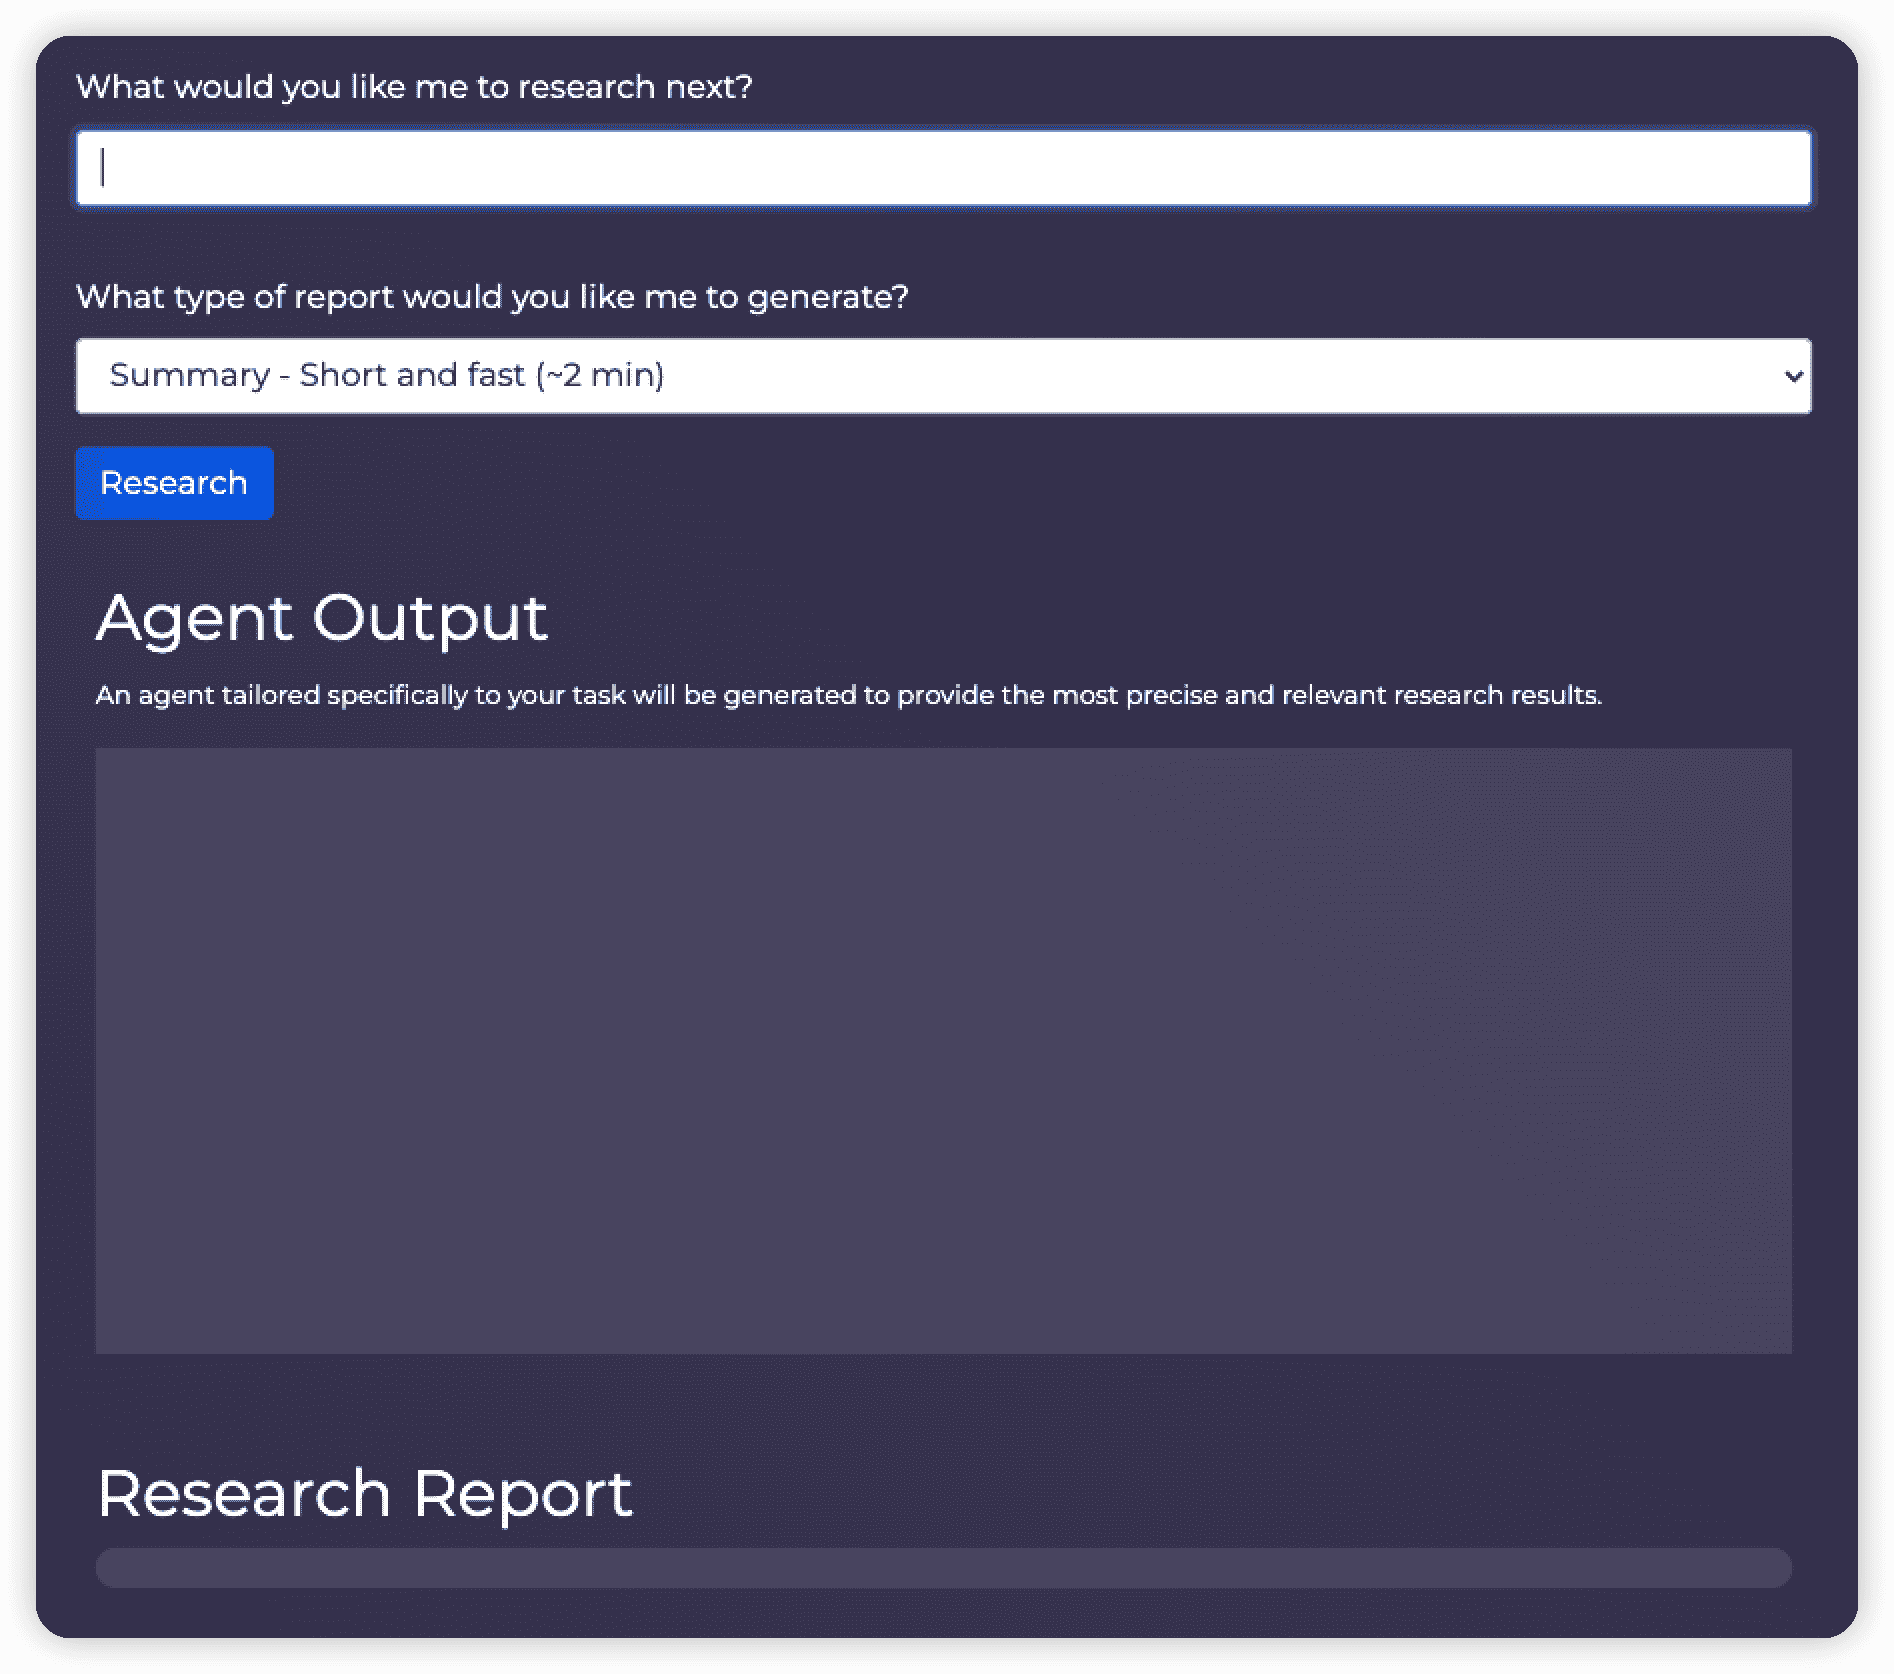 What would you like me to research next?
What type of report would you like me to generate?
Summary - Short and fast (~2 min)
Research
Agent Output
An agent tailored specifically to your task will be generated to provide the most precise and relevant research results.
Research Report